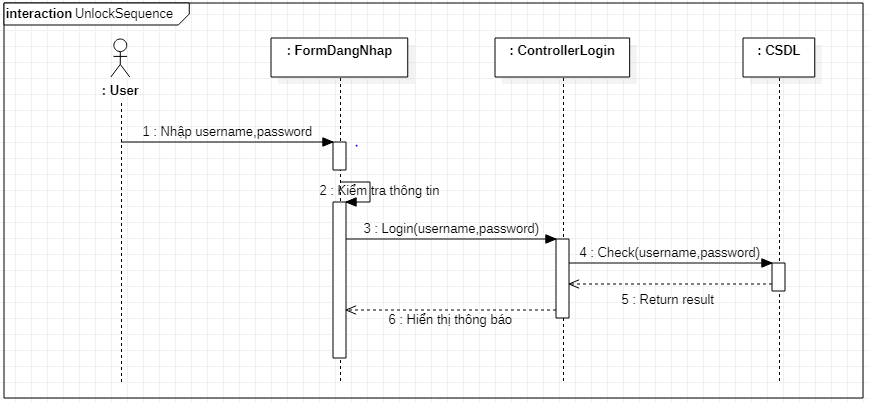 interaction UnlockSequence
: User
: FormDangNhap
: ControllerLogin
: CSDL
1 : Nhập username,password
2 : Kiểm tra thông tin
3 : Login(username,password)
4 : Check(username,password)
5 : Return result
6 : Hiển thị thông báo